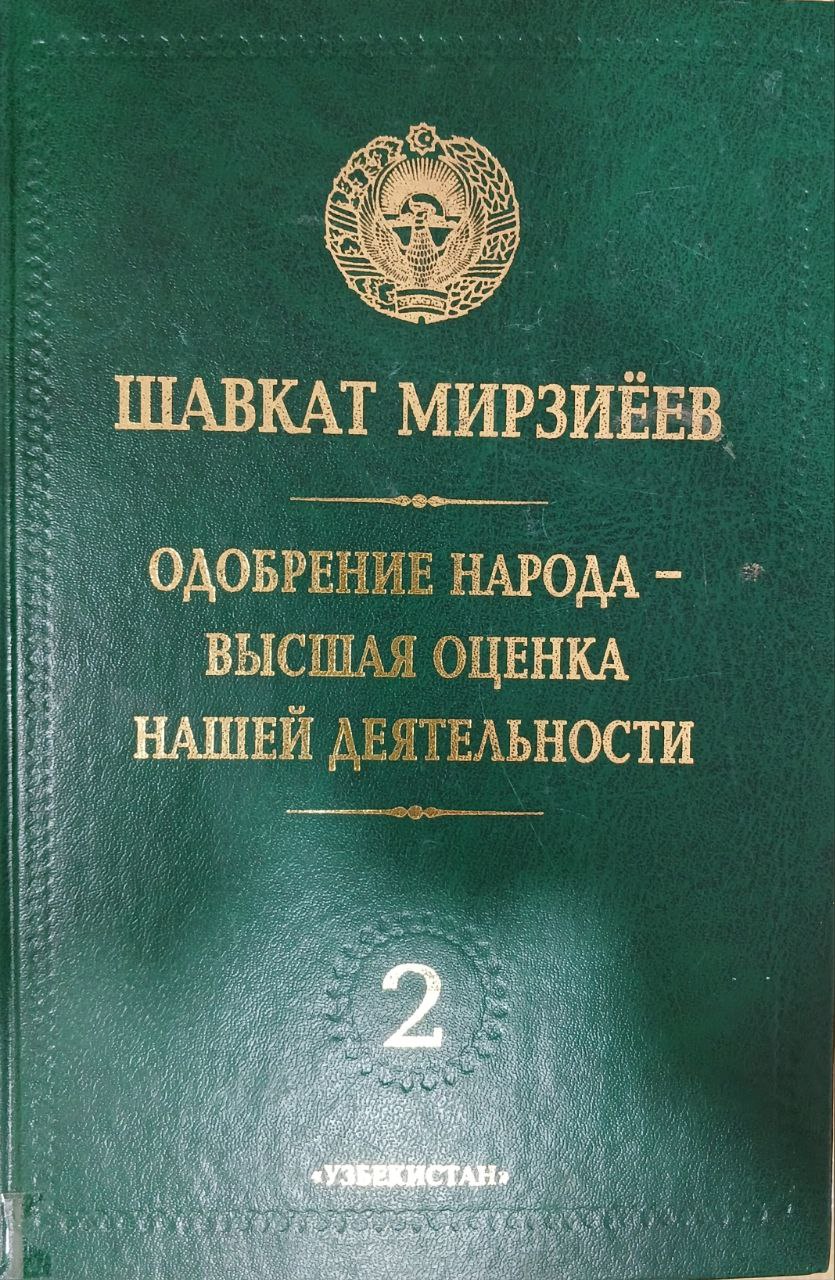 ШАВКАТ МИРЗИЁЕВ
ОДОБРЕНИЕ НАРОДА –
ВЫСШАЯ ОЦЕНКА
НАШЕЙ ДЕЯТЕЛЬНОСТИ
2
«УЗБЕКИСТАН»